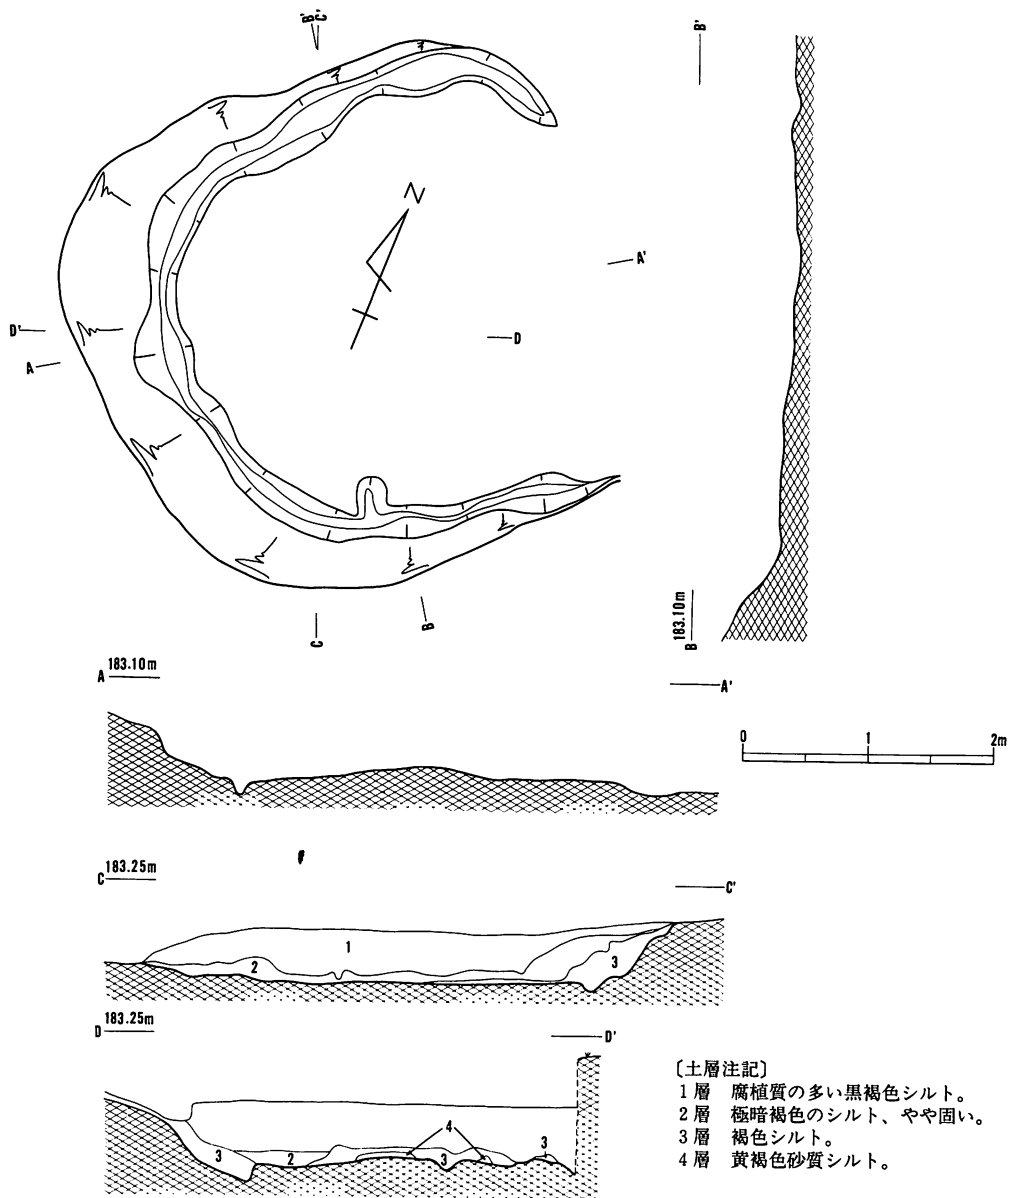 B' C'
B'
N
A'
D'
D
A
B
C
183.10m
B
183.10m
A
A'
0 1 2m
183.25m
C
C'
1
2
3
183.25m
D
D'
4
3
3
2
3
〔土層注記〕
1層 腐植質の多い黒褐色シルト。
2層 極暗褐色のシルト、やや固い。
3層 褐色シルト。
4層 黄褐色砂質シルト。